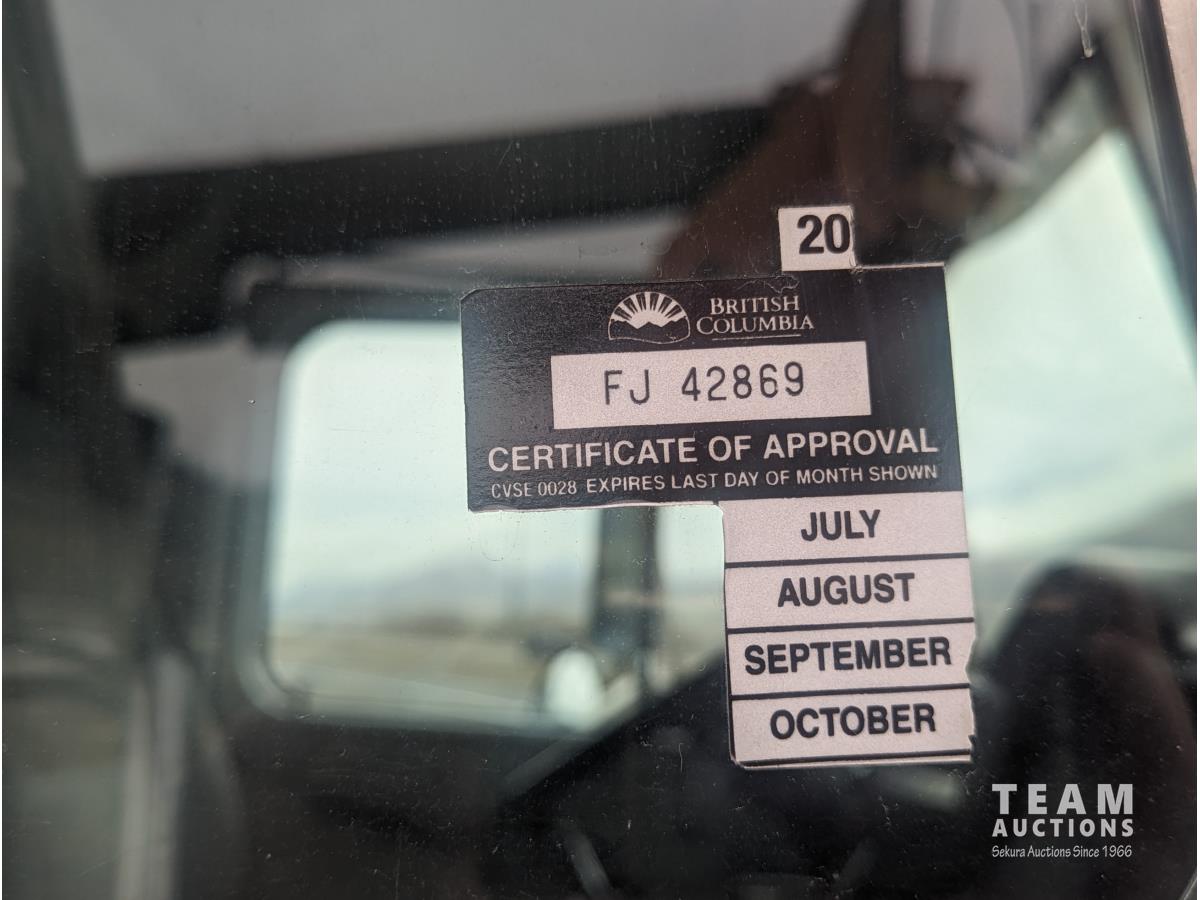 20
BRITISH
COLUMBIA
FJ 42869
CERTIFICATE OF APPROVAL
CVSE 0028 EXPIRES LAST DAY OF MONTH SHOWN
JULY
AUGUST
SEPTEMBER
OCTOBER
TEAM
AUCTIONS
Sekura Auctions Since 1966